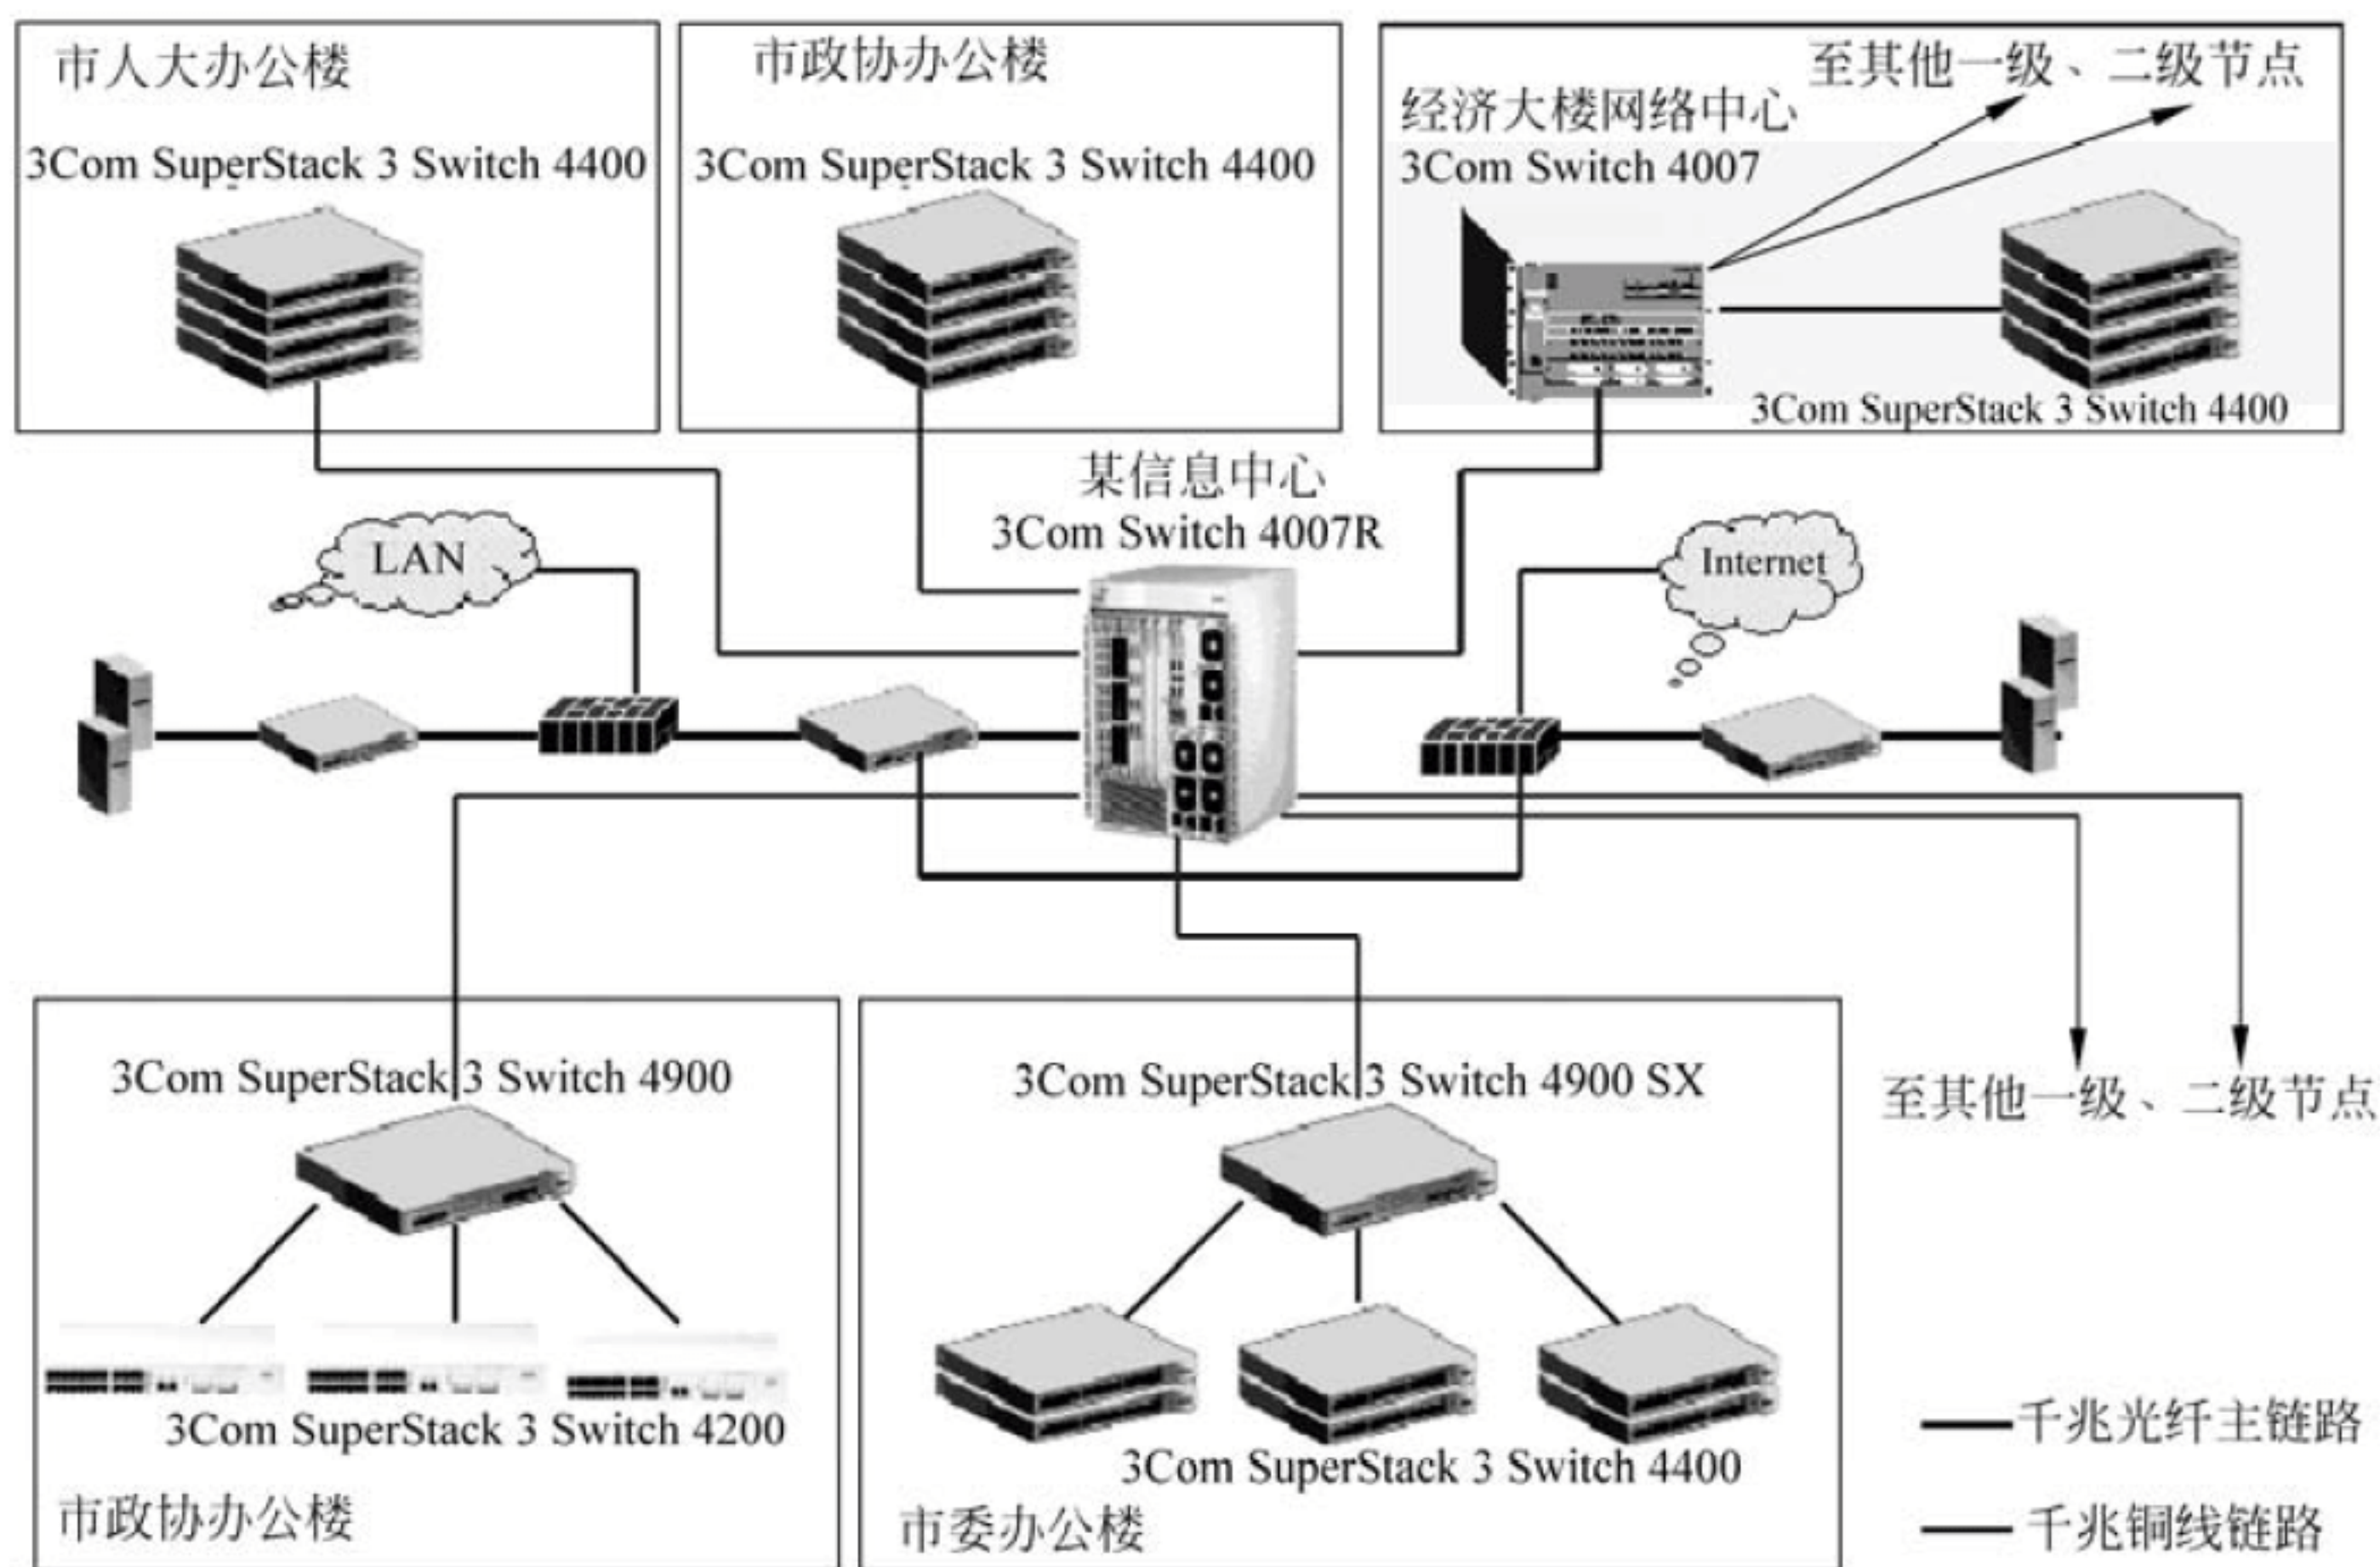 市人大办公楼
3Com SuperStack 3 Switch 4400
市政协办公楼
3Com SuperStack 3 Switch 4400
至其他一级、二级节点
经济大楼网络中心
3Com Switch 4007
3Com SuperStack 3 Switch 4400
某信息中心
3Com Switch 4007R
LAN
Internet
3Com SuperStack 3 Switch 4900
3Com SuperStack 3 Switch 4200
市政协办公楼
3Com SuperStack 3 Switch 4900 SX
3Com SuperStack 3 Switch 4400
市委办公楼
至其他一级、二级节点
千兆光纤主链路
千兆铜线链路